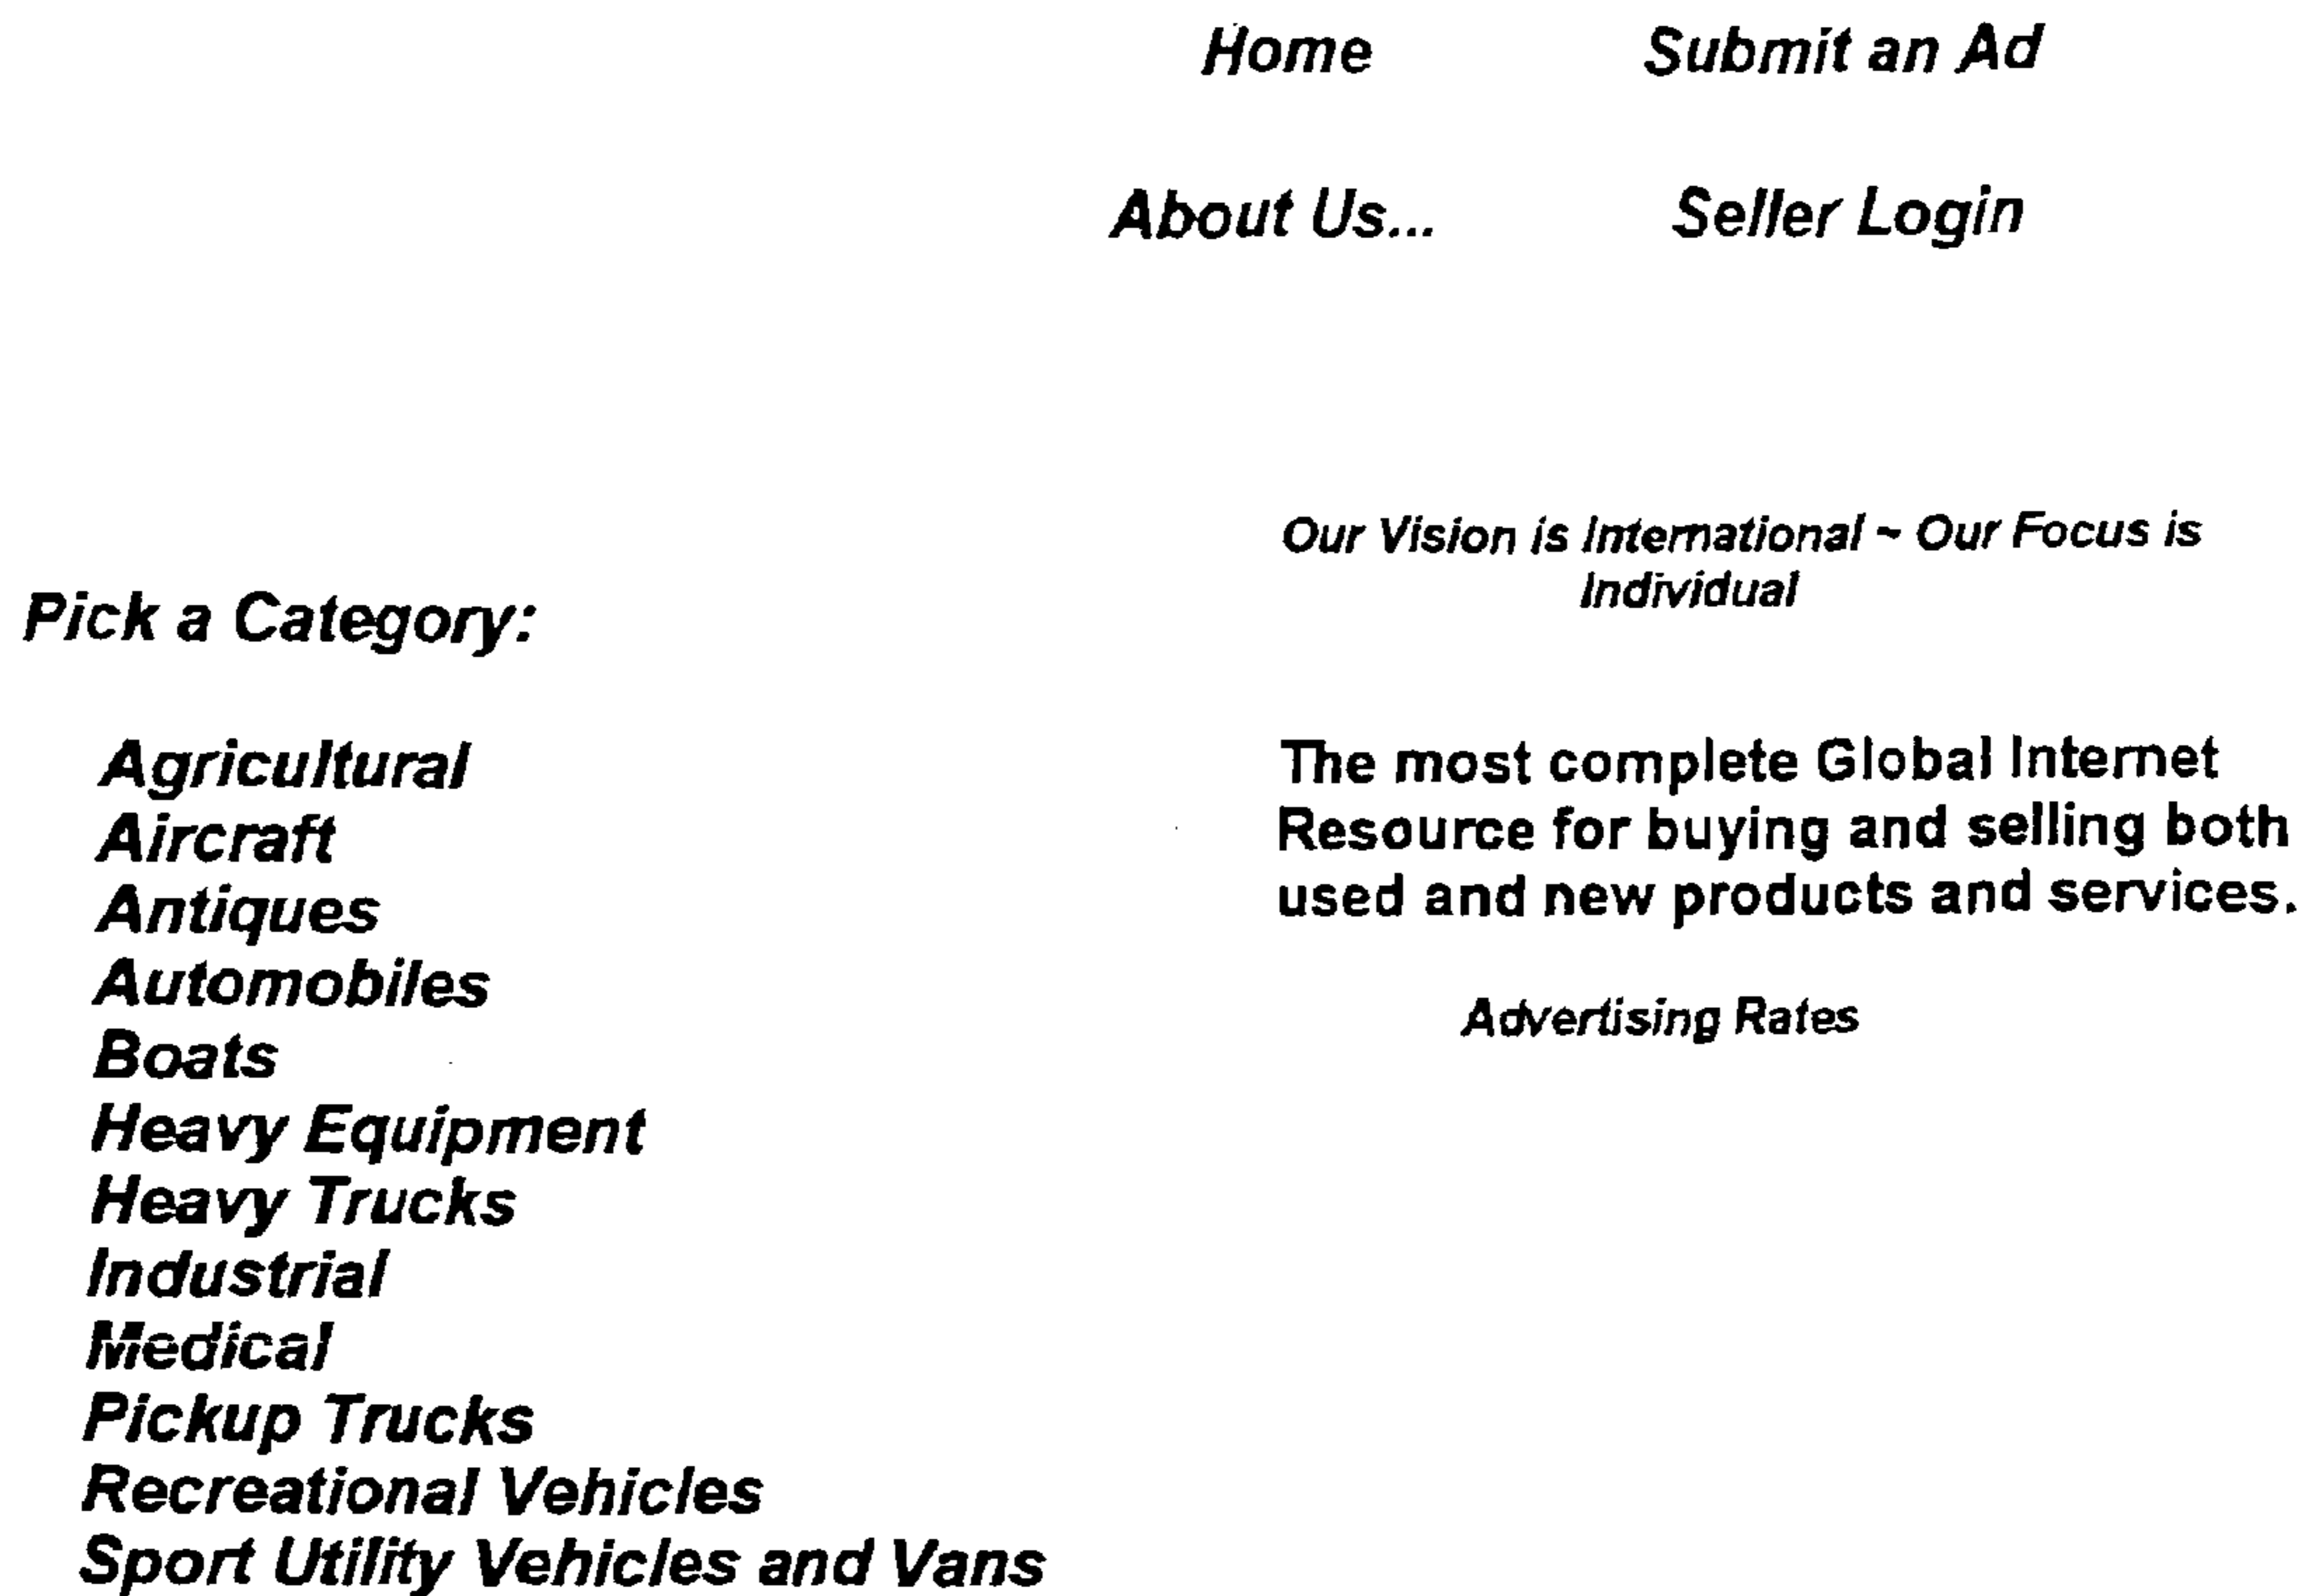 Home Submit an Ad
About Us... Seller Login
Our Vision is International ~ Our Focus is
Individual
Pick a Category:
Agricultural
Aircraft
Antiques
Automobiles
Boats
Heavy Equipment
Heavy Trucks
Industrial
Medical
Pickup Trucks
Recreational Vehicles
Sport Utility Vehicles and Vans
The most complete Global Internet
Resource for buying and selling both
used and new products and services.
Advertising Rates